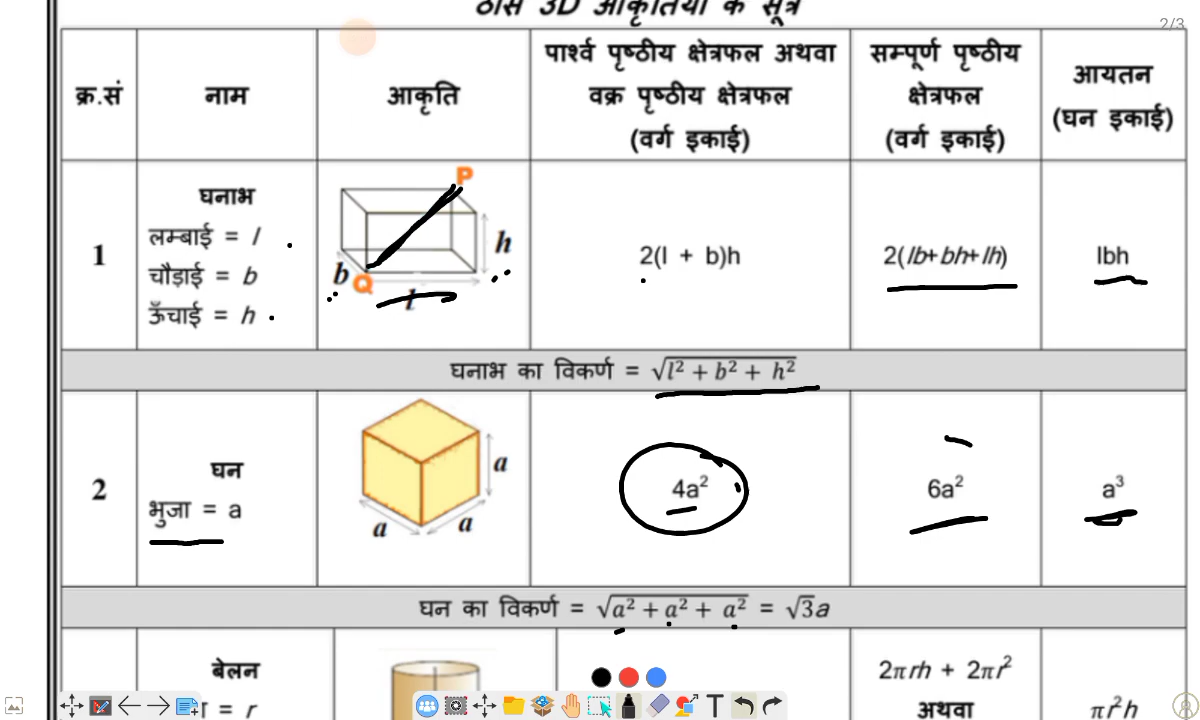 ठोस 3D आकृतियों के सूत्र
2/3
क्र.सं
नाम
आकृति
पार्श्व पृष्ठीय क्षेत्रफल अथवा
वक्र पृष्ठीय क्षेत्रफल
(वर्ग इकाई)
सम्पूर्ण पृष्ठीय
क्षेत्रफल
(वर्ग इकाई)
आयतन
(घन इकाई)
1
घनाभ
लम्बाई = l
चौड़ाई = b
ऊँचाई = h
P
h
b
Q
l
2(l + b)h
2(lb+bh+lh)
lbh
घनाभ का विकर्ण = √l² + b² + h²
2
घन
भुजा = a
a
a
a
4a²
6a²
a³
घन का विकर्ण = √a² + a² + a² = √3a
बेलन
= r
2πrh + 2πr²
अथवा
πr²h
T